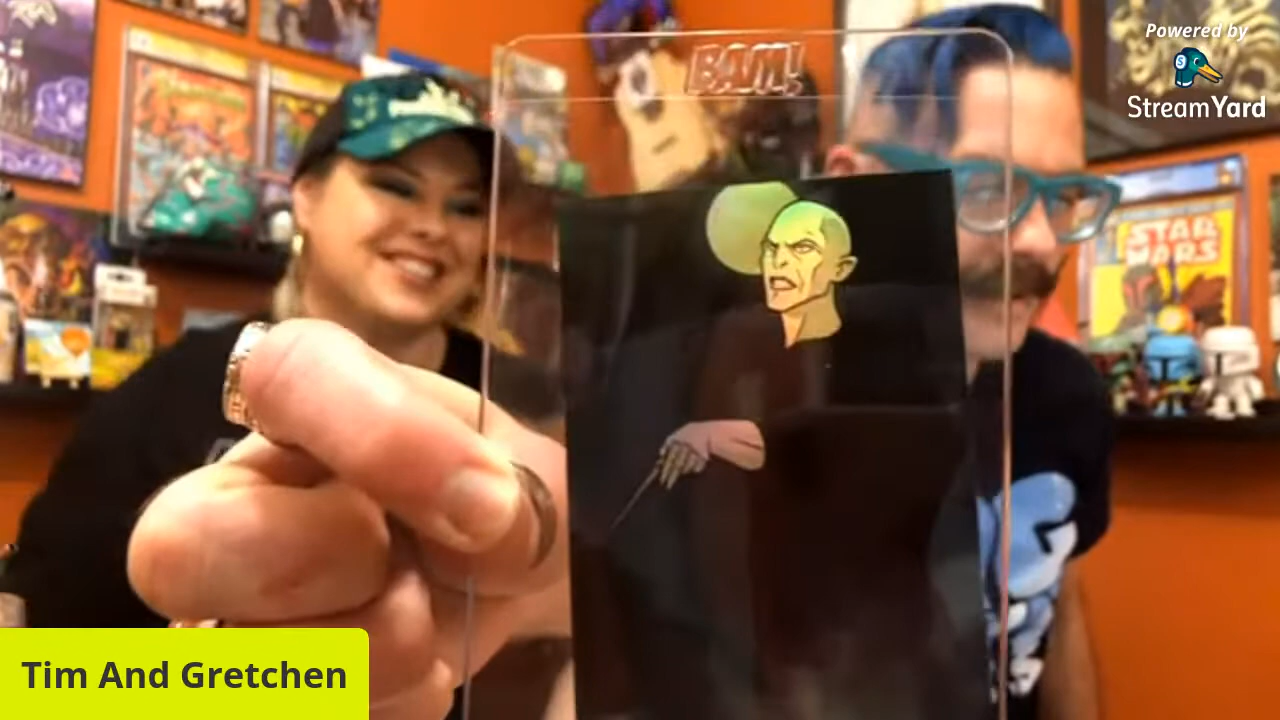 Powered by
StreamYard
BAM!
STAR
WARS
Tim And Gretchen